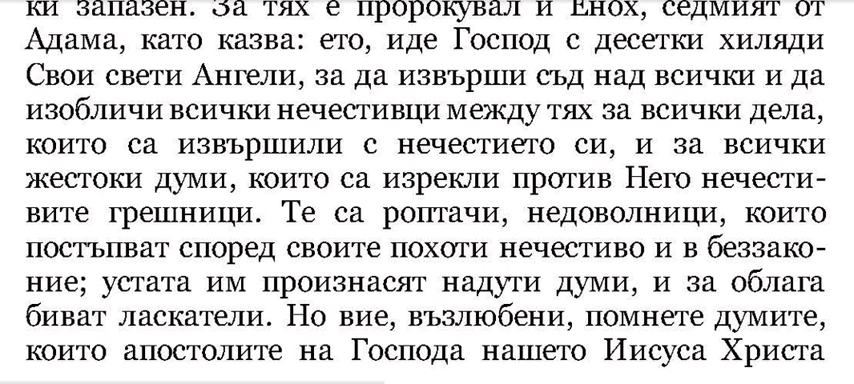 ки запазен. За тях е пророкувал и Енох, седмият от
Адама, като казва: ето, иде Господ с десетки хиляди
Свои свети Ангели, за да извърши съд над всички и да
изобличи всички нечестивци между тях за всички дела,
които са извършили с нечестието си, и за всички
жестоки думи, които са изрекли против Него нечести-
вите грешници. Те са роптачи, недоволници, които
постъпват според своите похоти нечестиво и в беззако-
ние; устата им произнасят надути думи, и за облага
биват ласкатели. Но вие, възлюбени, помнете думите,
които апостолите на Господа нашето Иисуса Христа